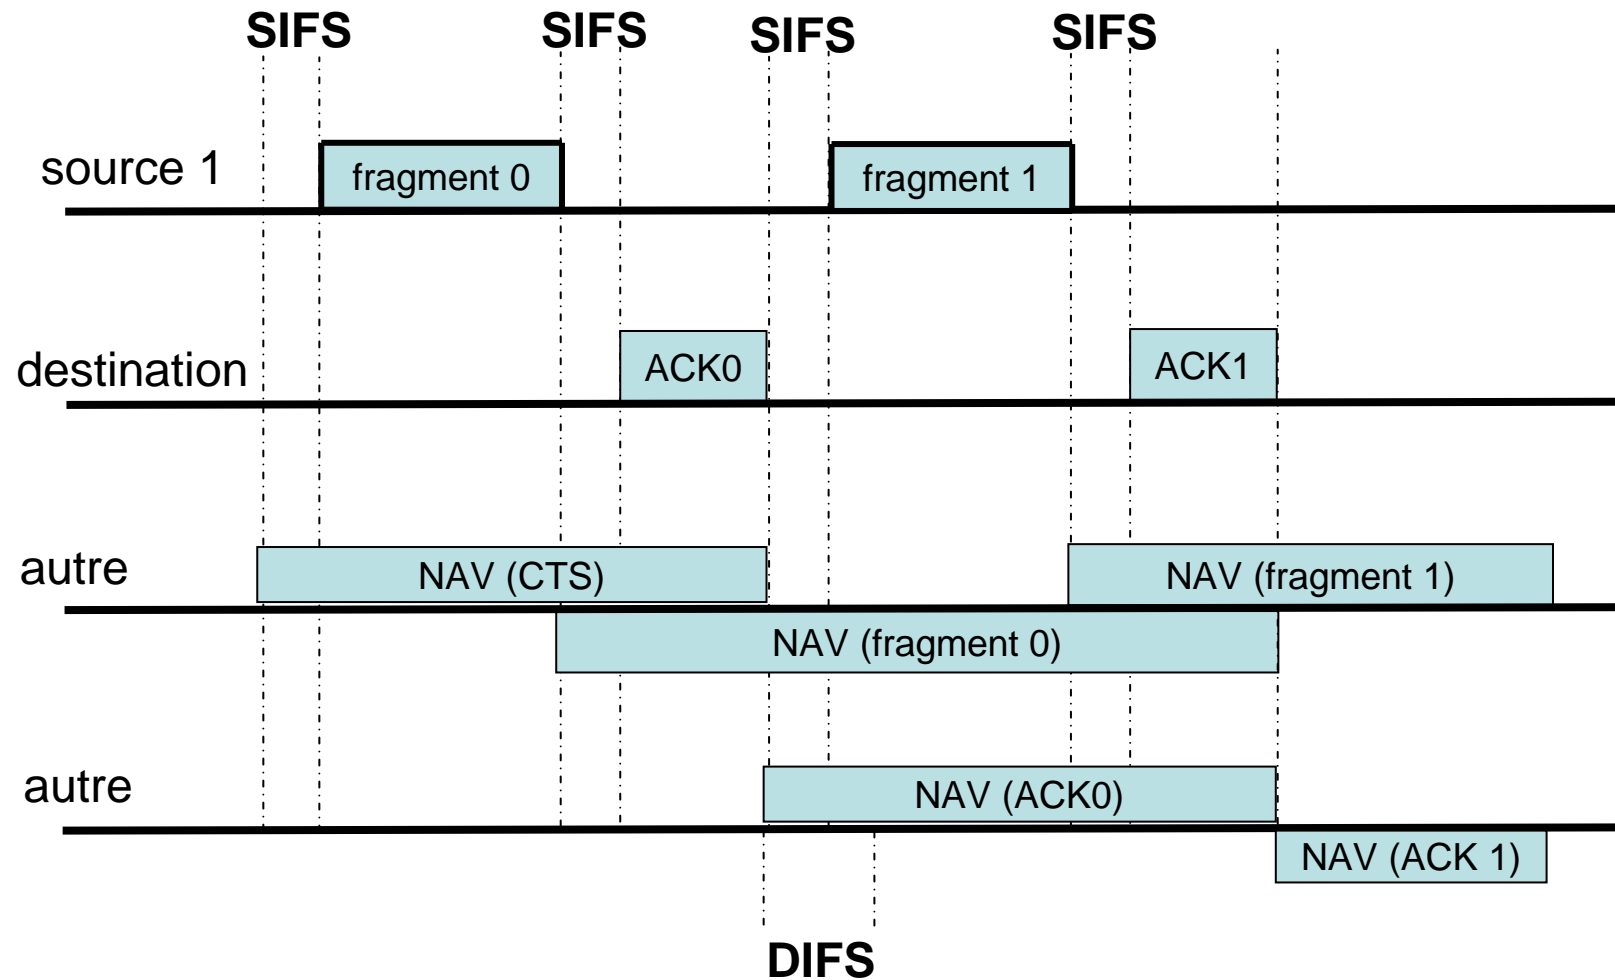 SIFS SIFS SIFS SIFS
source 1
fragment 0
fragment 1
destination
ACK0
ACK1
autre
NAV (CTS)
NAV (fragment 1)
NAV (fragment 0)
autre
NAV (ACK0)
NAV (ACK 1)
DIFS